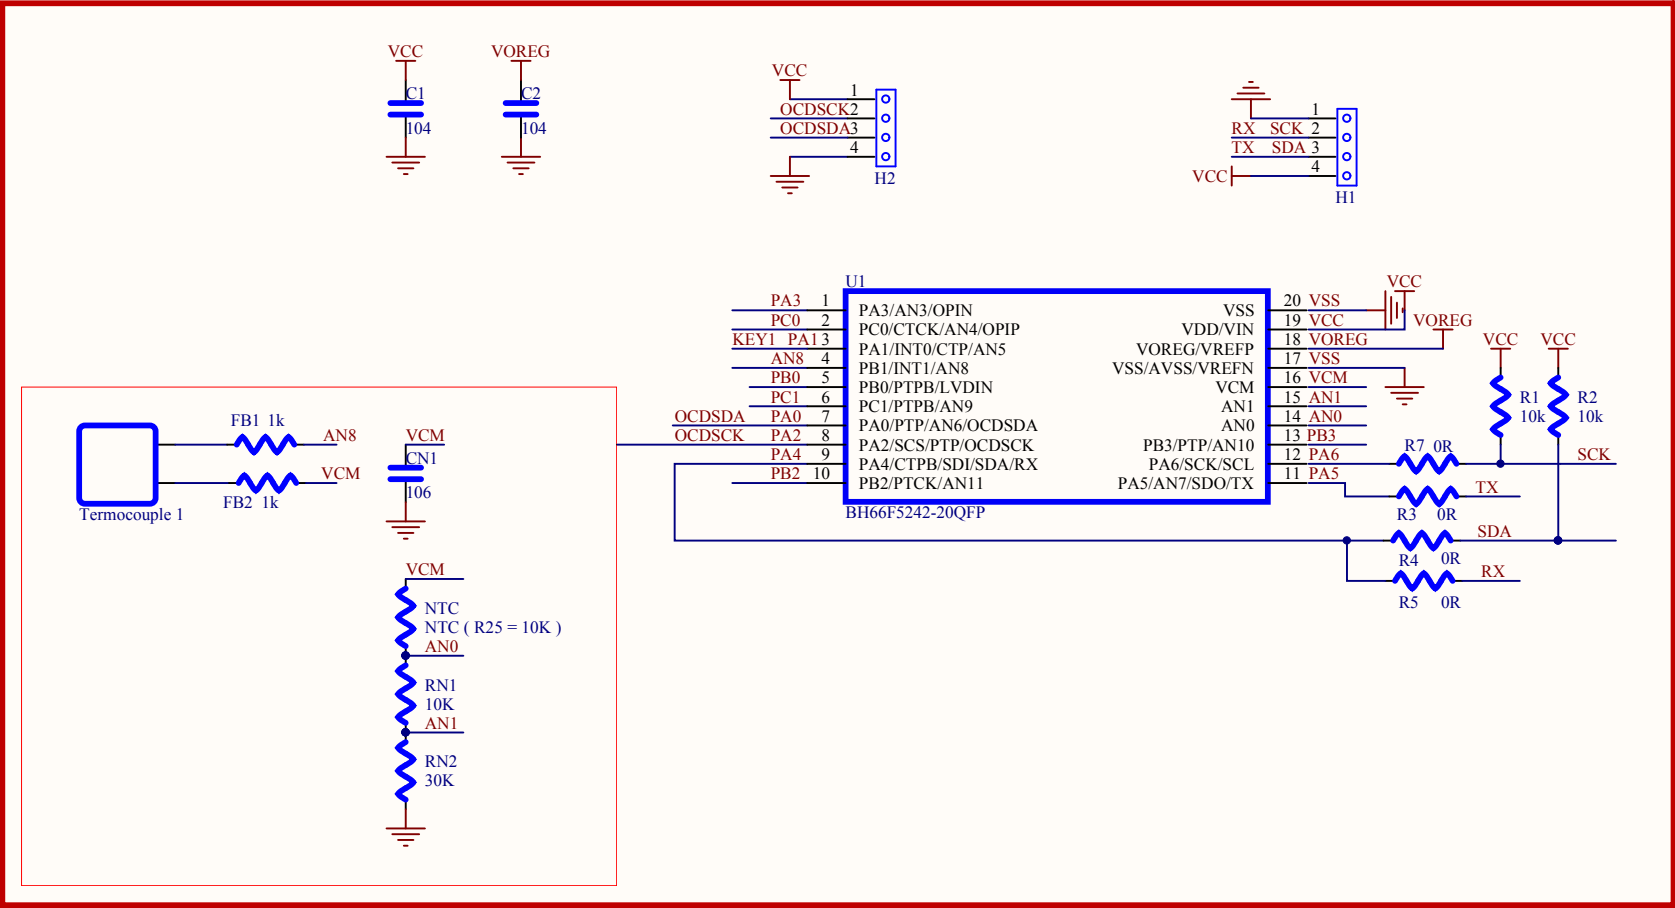 VCC
C1
104
VOREG
C2
104
VCC
1
OCDSCK 2
OCDSDA 3
4
H2
1
RX SCK 2
TX SDA 3
VCC 4
H1
U1
PA3 1 PA3/AN3/OPIN
PC0 2 PC0/CTCK/AN4/OPIP
KEY1 PA1 3 PA1/INT0/CTP/AN5
AN8 4 PB1/INT1/AN8
PB0 5 PB0/PTPB/LVDIN
PC1 6 PC1/PTPB/AN9
OCDSDA PA0 7 PA0/PTP/AN6/OCDSDA
OCDSCK PA2 8 PA2/SCS/PTP/OCDSCK
PA4 9 PA4/CTPB/SDI/SDA/RX
PB2 10 PB2/PTCK/AN11
VSS 20 VSS
VDD/VIN 19 VCC
VOREG/VREFP 18 VOREG
VSS/AVSS/VREFN 17 VSS
VCM 16 VCM
AN1 15 AN1
AN0 14 AN0
PB3/PTP/AN10 13 PB3
PA6/SCK/SCL 12 PA6
PA5/AN7/SDO/TX 11 PA5
BH66F5242-20QFP
VCC
VOREG
VCC
VCC
R1
10k
R2
10k
R7 0R
SCK
TX
R3 0R
SDA
R4 0R
RX
R5 0R
FB1 1k
AN8
VCM
FB2 1k
Termocouple 1
VCM
CN1
106
VCM
NTC
NTC ( R25 = 10K )
AN0
RN1
10K
AN1
RN2
30K